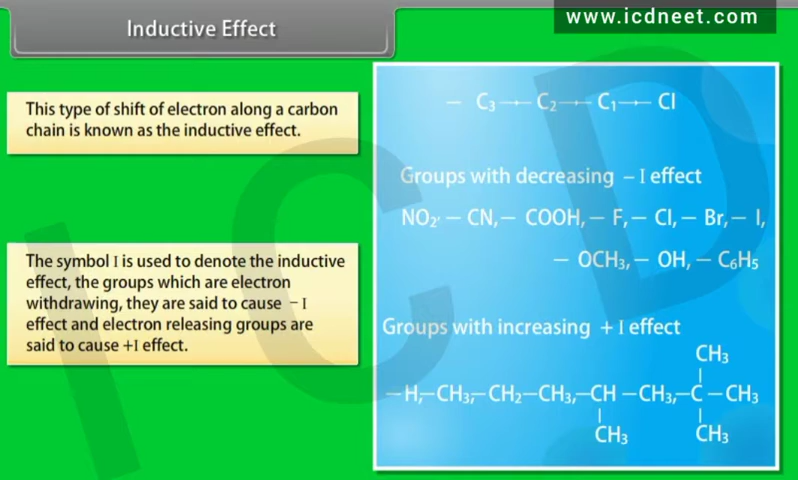 www.icdneet.com
Inductive Effect
This type of shift of electron along a carbon
chain is known as the inductive effect.
The symbol I is used to denote the inductive
effect, the groups which are electron
withdrawing, they are said to cause – I
effect and electron releasing groups are
said to cause +I effect.
— C₃ →— C₂ →— C₁ →— Cl
Groups with decreasing – I effect
NO₂, — CN, — COOH, — F, — Cl, — Br, — I,
— OCH₃, — OH, — C₆H₅
Groups with increasing + I effect
CH₃
— H, — CH₃, — CH₂ — CH₃, — CH — CH₃, — C — CH₃
CH₃ CH₃
I C D